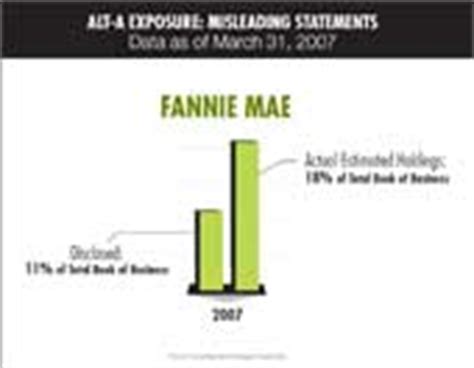 ALT-A EXPOSURE: MISLEADING STATEMENTS
Data as of March 31, 2007
FANNIE MAE
Actual Estimated Holdings:
18% of Total Book of Business
Disclosed:
11% of Total Book of Business
2007